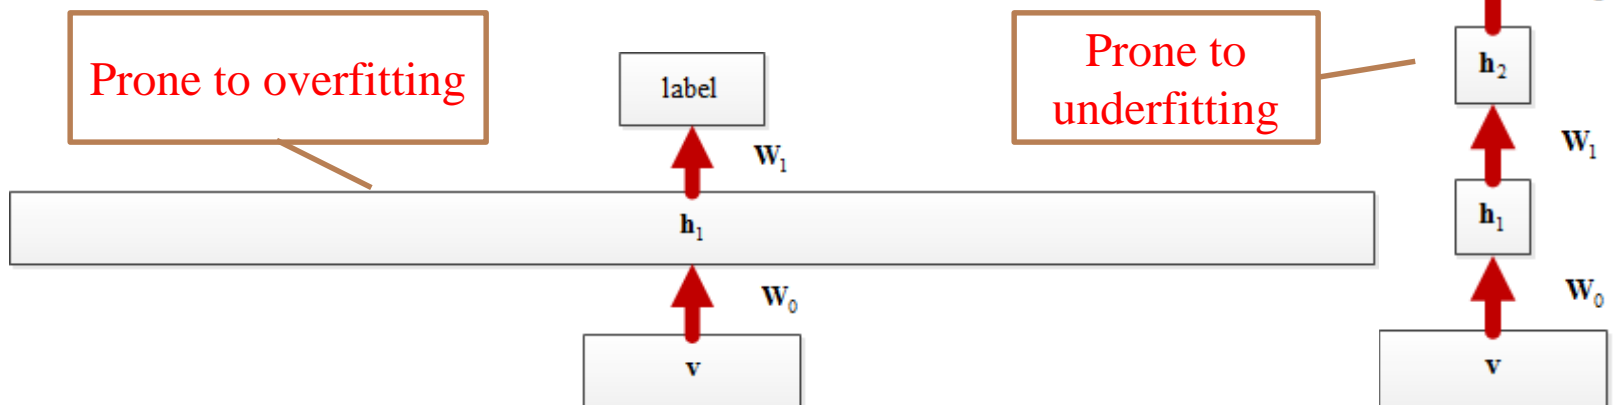 Prone to overfitting
label
W1
h1
W0
v
Prone to
underfitting
h2
W1
h1
W0
v